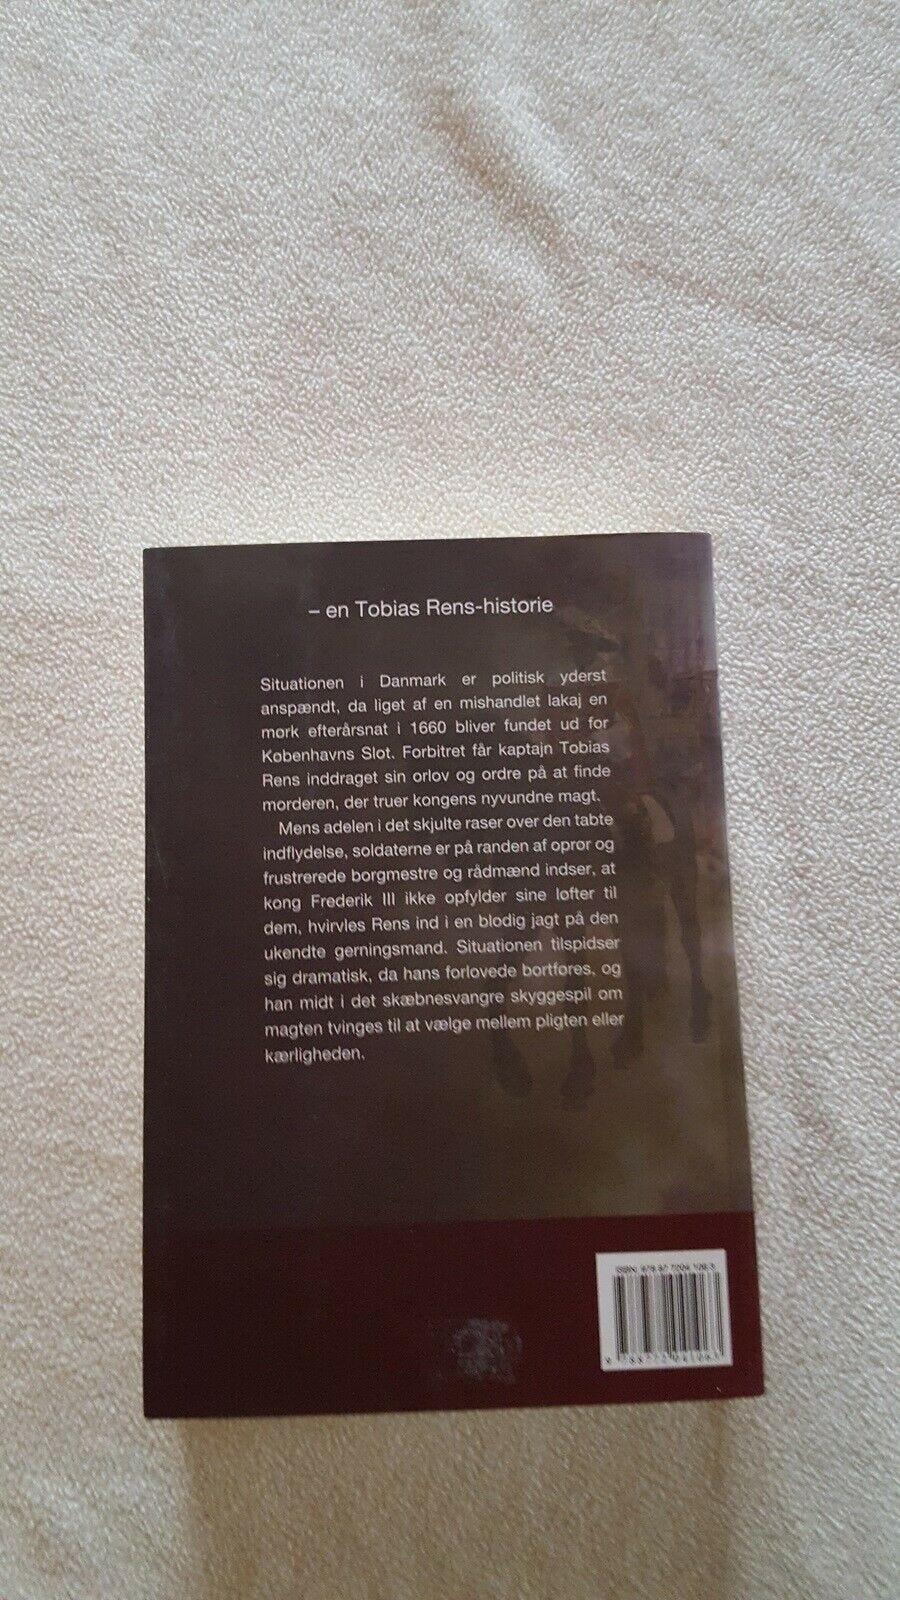 – en Tobias Rens-historie
Situationen i Danmark er politisk yderst
anspændt, da liget af en mishandlet lakaj en
mørk efterårsnat i 1660 bliver fundet ud for
Københavns Slot. Forbitret får kaptajn Tobias
Rens inddraget sin orlov og ordre på at finde
morderen, der truer kongens nyvundne magt.
Mens adelen i det skjulte raser over den tabte
indflydelse, soldaterne er på randen af oprør og
frustrerede borgmestre og rådmænd indser, at
kong Frederik III ikke opfylder sine løfter til
dem, hvirvles Rens ind i en blodig jagt på den
ukendte gerningsmand. Situationen tilspidser
sig dramatisk, da hans forlovede bortføres, og
han midt i det skæbnesvangre skyggespil om
magten tvinges til at vælge mellem pligten eller
kærligheden.